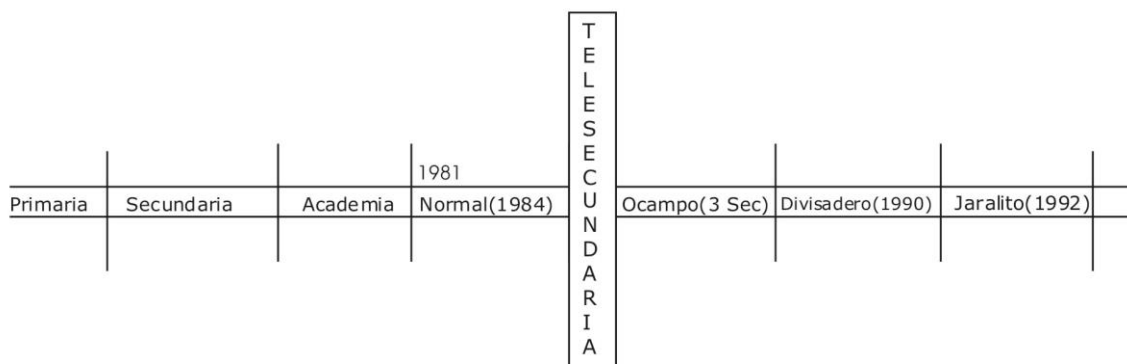 1981
Primaria
Secundaria
Academia
Normal(1984)
TELESECUNDARIA
Ocampo(3 Sec)
Divisadero(1990)
Jaralito(1992)